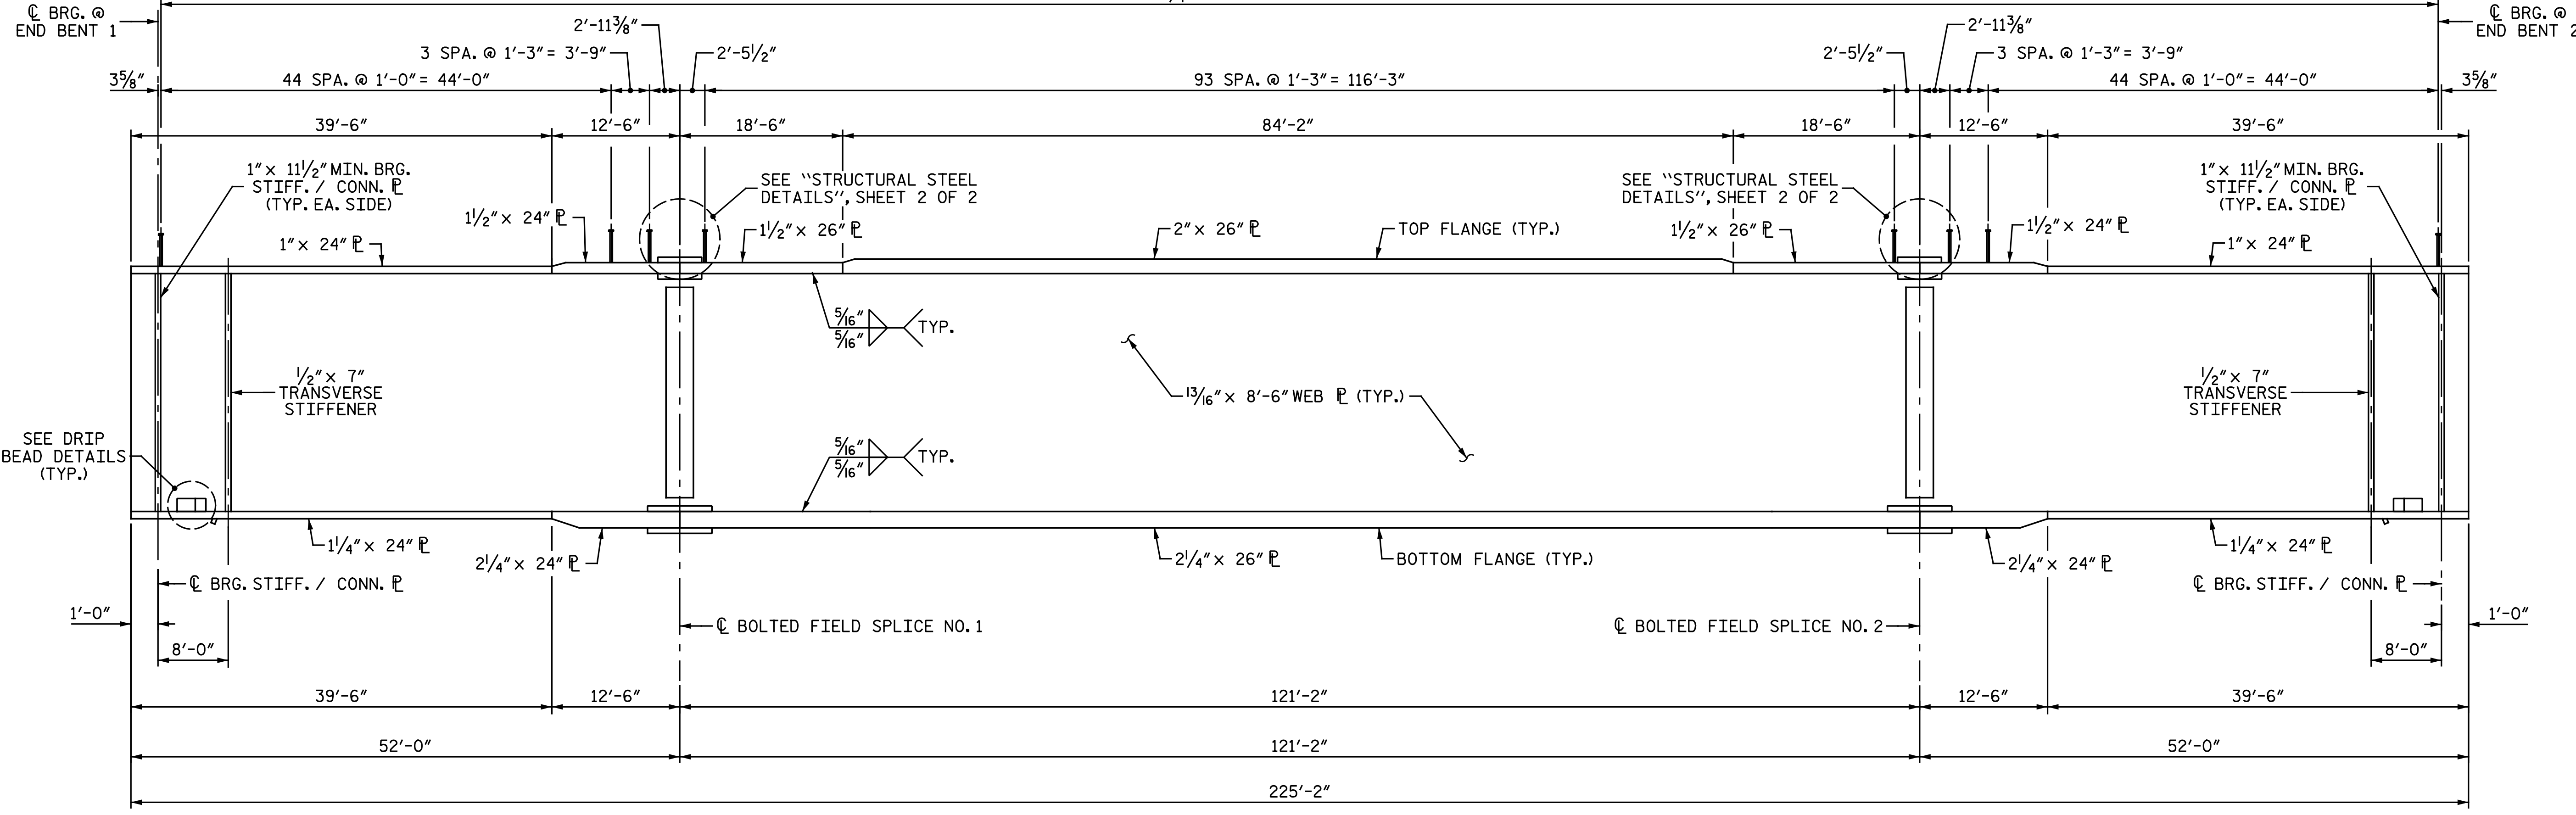 ℄ BRG. @
END BENT 1
℄ BRG. @
END BENT 2
2'-11⅜"
2'-11⅜"
3 SPA. @ 1'-3" = 3'-9"
2'-5½"
2'-5½"
3 SPA. @ 1'-3" = 3'-9"
3⅝"
44 SPA. @ 1'-0" = 44'-0"
93 SPA. @ 1'-3" = 116'-3"
44 SPA. @ 1'-0" = 44'-0"
3⅝"
39'-6"
12'-6"
18'-6"
84'-2"
18'-6"
12'-6"
39'-6"
1" x 11½" MIN. BRG.
STIFF. / CONN. ℙ
(TYP. EA. SIDE)
SEE "STRUCTURAL STEEL
DETAILS", SHEET 2 OF 2
SEE "STRUCTURAL STEEL
DETAILS", SHEET 2 OF 2
1" x 11½" MIN. BRG.
STIFF. / CONN. ℙ
(TYP. EA. SIDE)
1" x 24" ℙ
1½" x 24" ℙ
1½" x 26" ℙ
2" x 26" ℙ
TOP FLANGE (TYP.)
1½" x 26" ℙ
1½" x 24" ℙ
1" x 24" ℙ
5/16"
5/16"
TYP.
½" x 7"
TRANSVERSE
STIFFENER
13/16" x 8'-6" WEB ℙ (TYP.)
½" x 7"
TRANSVERSE
STIFFENER
SEE DRIP
BEAD DETAILS
(TYP.)
5/16"
5/16"
TYP.
1¼" x 24" ℙ
2¼" x 24" ℙ
2¼" x 26" ℙ
BOTTOM FLANGE (TYP.)
2¼" x 24" ℙ
1¼" x 24" ℙ
℄ BRG. STIFF. / CONN. ℙ
℄ BRG. STIFF. / CONN. ℙ
1'-0"
℄ BOLTED FIELD SPLICE NO. 1
℄ BOLTED FIELD SPLICE NO. 2
1'-0"
8'-0"
8'-0"
39'-6"
12'-6"
121'-2"
12'-6"
39'-6"
52'-0"
121'-2"
52'-0"
225'-2"